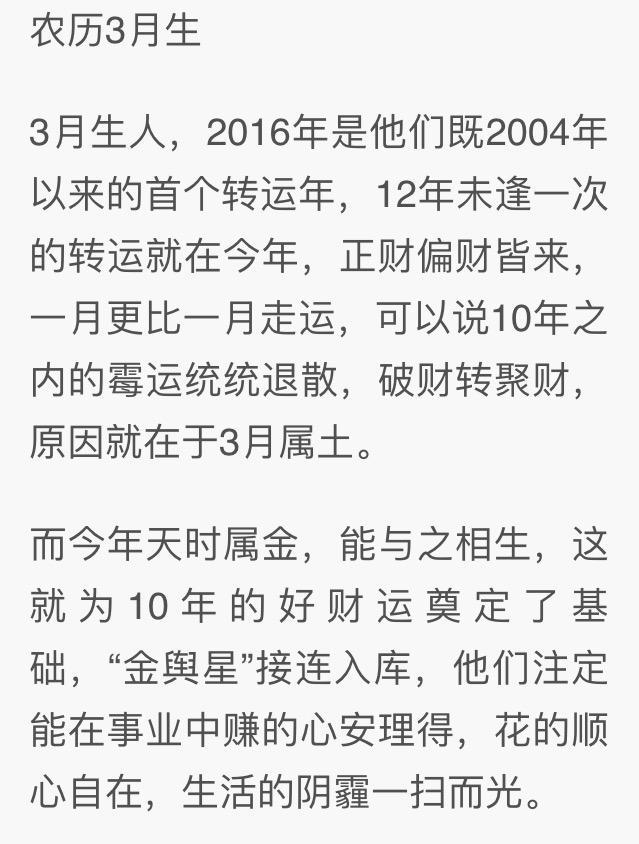 农历3月生
3月生人，2016年是他们既2004年
以来的首个转运年，12年未逢一次
的转运就在今年，正财偏财皆来，
一月更比一月走运，可以说10年之
内的霉运统统退散，破财转聚财，
原因就在于3月属土。
而今年天时属金，能与之相生，这
就为10年的好财运奠定了基
础，“金舆星”接连入库，他们注定
能在事业中赚的心安理得，花的顺
心自在，生活的阴霾一扫而光。